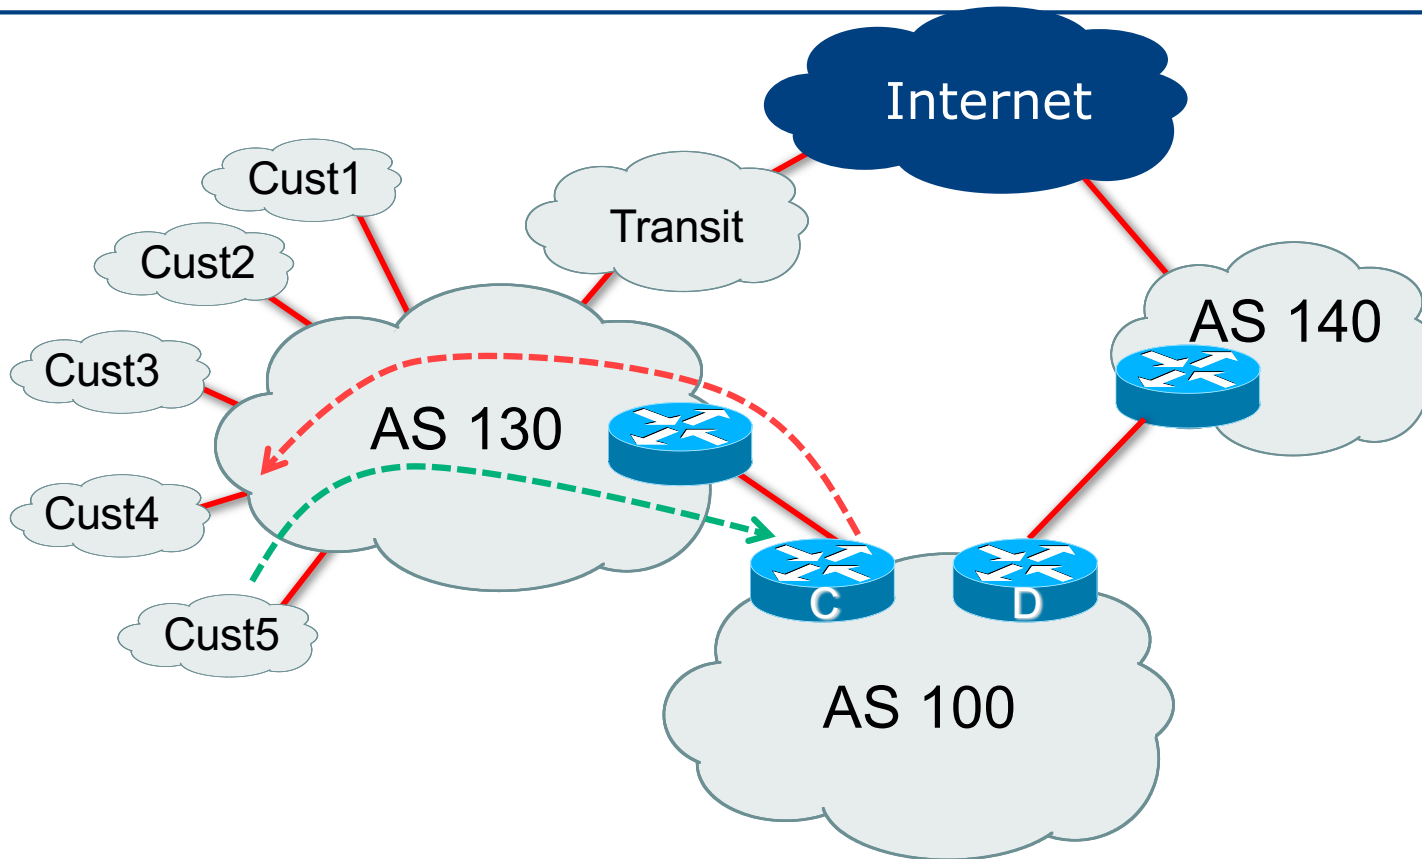 Internet
Cust1
Transit
Cust2
AS 140
Cust3
AS 130
Cust4
C
D
Cust5
AS 100